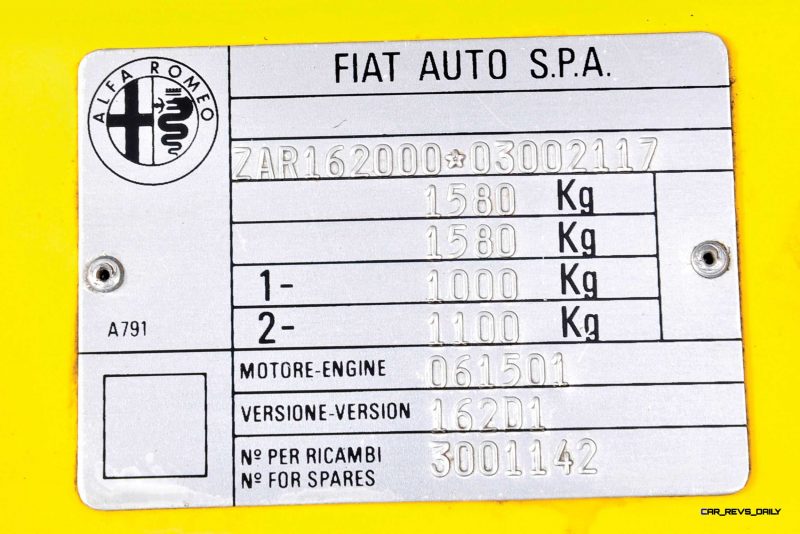 ALFA ROMEO
FIAT AUTO S.P.A.
ZAR162000*03002117
1580 Kg
1580 Kg
1- 1000 Kg
2- 1100 Kg
A791
MOTORE-ENGINE 061501
VERSIONE-VERSION 162D1
Nº PER RICAMBI 3001142
Nº FOR SPARES
CAR_REVS_DAILY